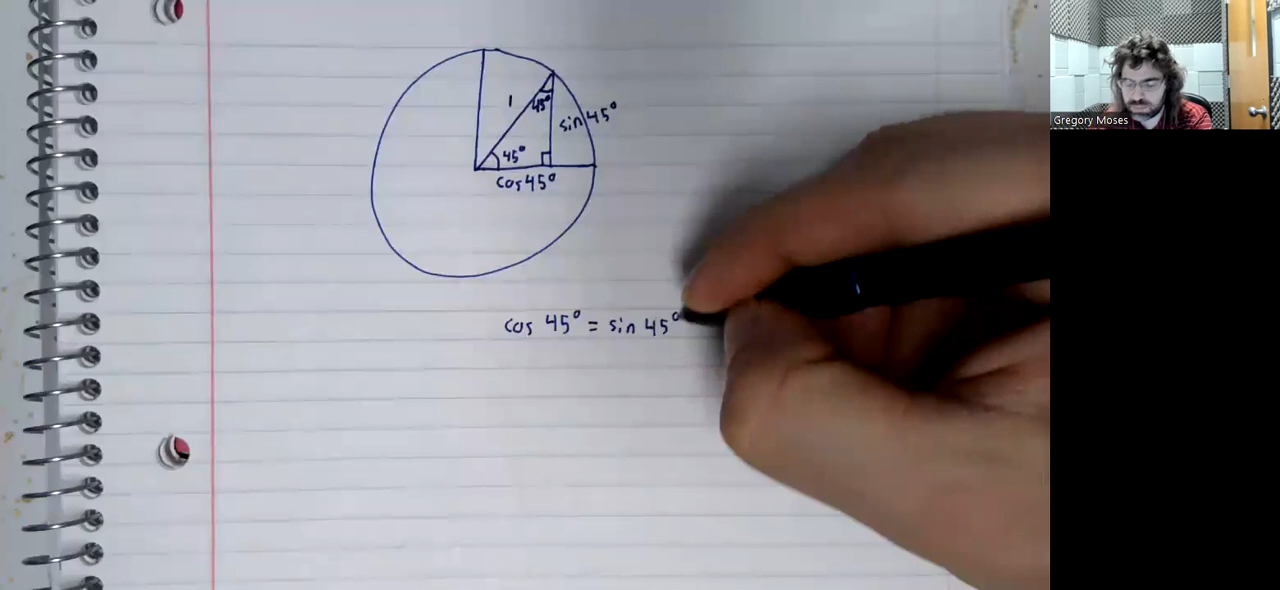 1
45°
sin 45°
45°
cos 45°
cos 45° = sin 45°
Gregory Moses